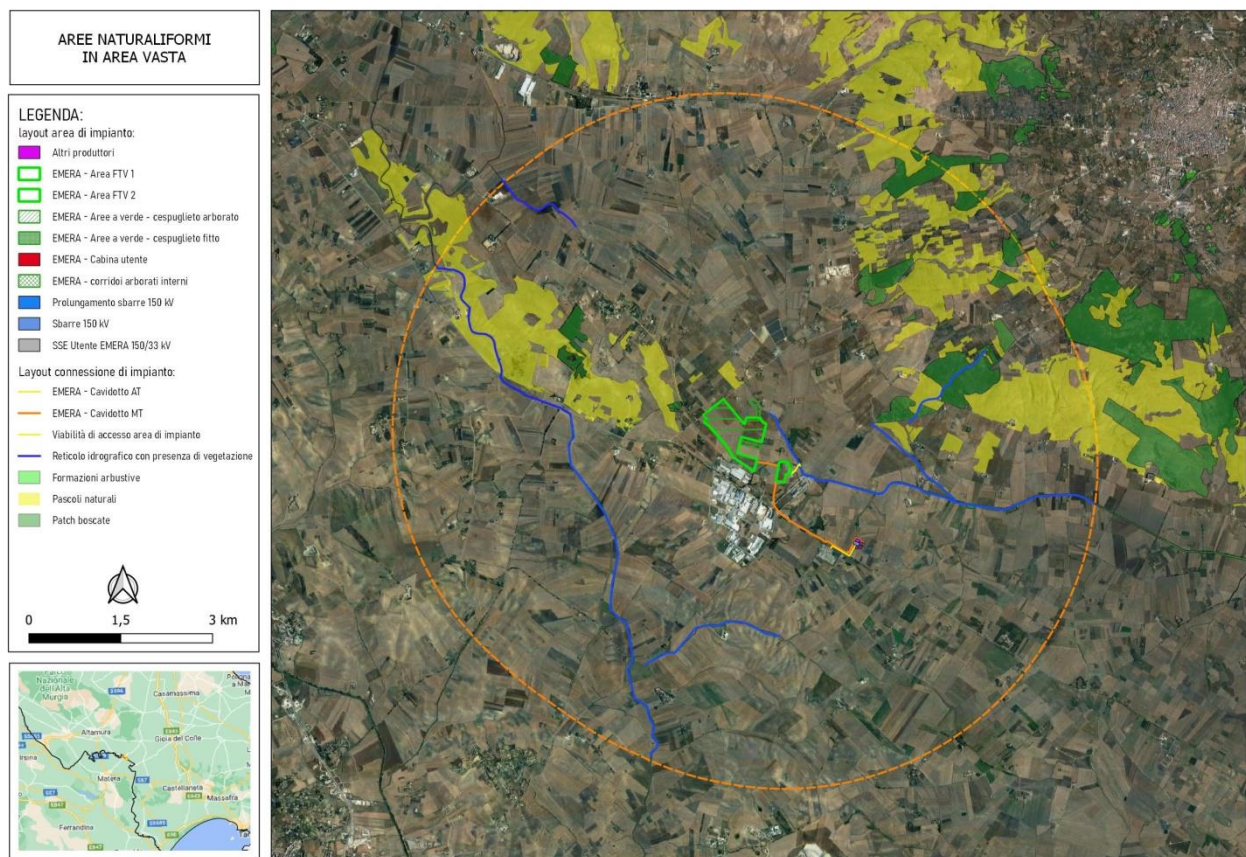 AREE NATURALIFORMI
IN AREA VASTA
LEGENDA:
layout area di impianto:
Altri produttori
EMERA - Area FTV 1
EMERA - Area FTV 2
EMERA - Aree a verde - cespuglieto arborato
EMERA - Aree a verde - cespuglieto fitto
EMERA - Cabina utente
EMERA - corridoi arborati interni
Prolungamento sbarre 150 kV
Sbarre 150 kV
SSE Utente EMERA 150/33 kV
Layout connessione di impianto:
EMERA - Cavidotto AT
EMERA - Cavidotto MT
Viabilità di accesso area di impianto
Reticolo idrografico con presenza di vegetazione
Formazioni arbustive
Pascoli naturali
Patch boscate
0 1,5 3 km
Nazionale
dell'Alta
Murgia
Casamassima
Altamura
Gioia del Colle
Matera
Castellaneta
Massafra
Ferrandina